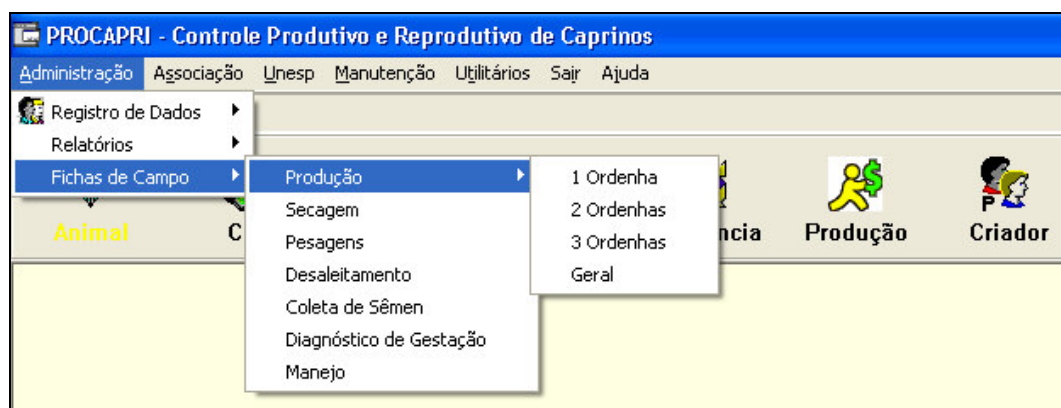 PROCAPRI - Controle Produtivo e Reprodutivo de Caprinos
Administração Associação Unesp Manutenção Utilitários Sair Ajuda
Registro de Dados
Relatórios
Fichas de Campo
Produção
Secagem
Pesagens
Desaleitamento
Coleta de Sêmen
Diagnóstico de Gestação
Manejo
1 Ordenha
2 Ordenhas
3 Ordenhas
Geral
Animal
Produção
P
Criador